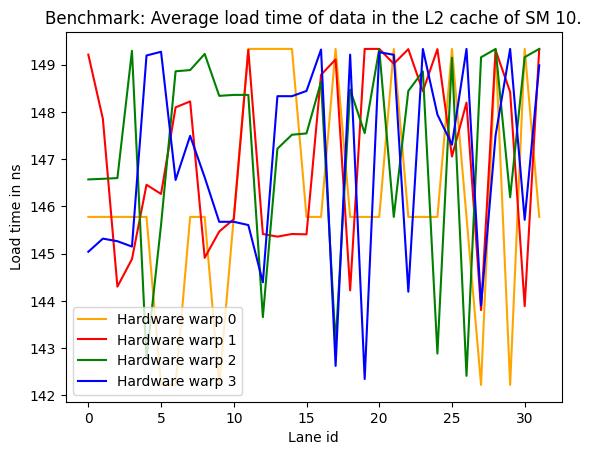 Benchmark: Average load time of data in the L2 cache of SM 10.
Load time in ns
149
148
147
146
145
144
143
142
Hardware warp 0
Hardware warp 1
Hardware warp 2
Hardware warp 3
0 5 10 15 20 25 30
Lane id